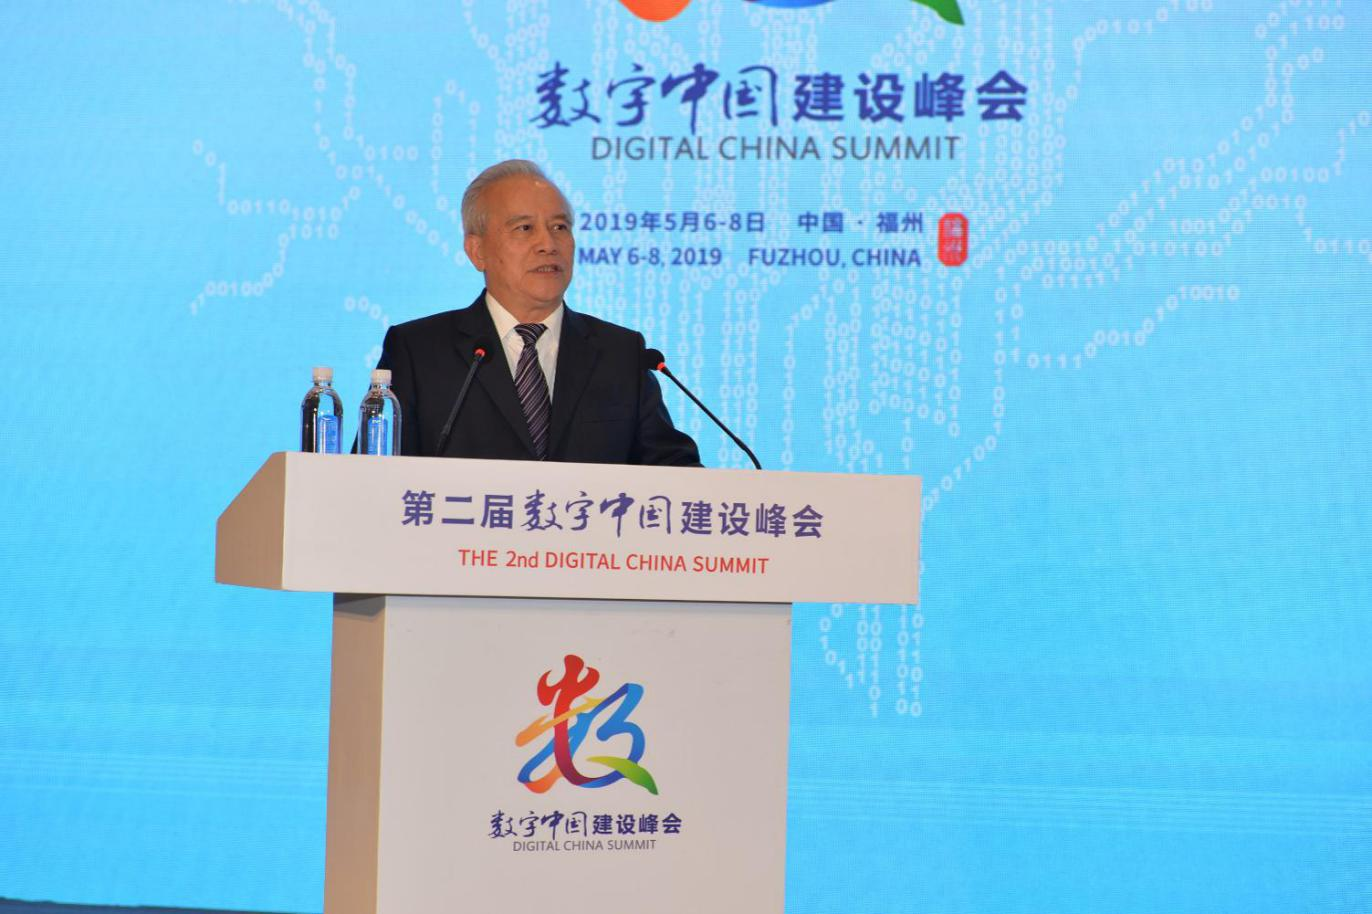 数字中国建设峰会
DIGITAL CHINA SUMMIT
2019年5月6-8日 中国·福州
MAY 6-8, 2019 FUZHOU, CHINA
第二届数字中国建设峰会
THE 2nd DIGITAL CHINA SUMMIT
数
数字中国建设峰会
DIGITAL CHINA SUMMIT